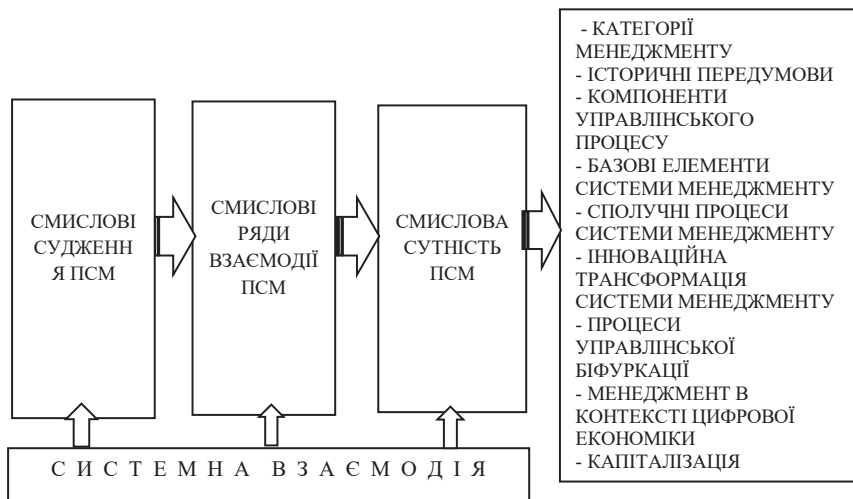 СМИСЛОВІ
СУДЖЕНН
Я ПСМ
СМИСЛОВІ
РЯДИ
ВЗАЄМОДІЇ
ПСМ
СМИСЛОВА
СУТНІСТЬ
ПСМ
- КАТЕГОРІЇ
МЕНЕДЖМЕНТУ
- ІСТОРИЧНІ ПЕРЕДУМОВИ
- КОМПОНЕНТИ
УПРАВЛІНСЬКОГО
ПРОЦЕСУ
- БАЗОВІ ЕЛЕМЕНТИ
СИСТЕМИ МЕНЕДЖМЕНТУ
- СПОЛУЧНІ ПРОЦЕСИ
СИСТЕМИ МЕНЕДЖМЕНТУ
- ІННОВАЦІЙНА
ТРАНСФОРМАЦІЯ
СИСТЕМИ МЕНЕДЖМЕНТУ
- ПРОЦЕСИ
УПРАВЛІНСЬКОЇ
БІФУРКАЦІЇ
- МЕНЕДЖМЕНТ В
КОНТЕКСТІ ЦИФРОВОЇ
ЕКОНОМІКИ
- КАПІТАЛІЗАЦІЯ
С И С Т Е М Н А В З А Є М О Д І Я